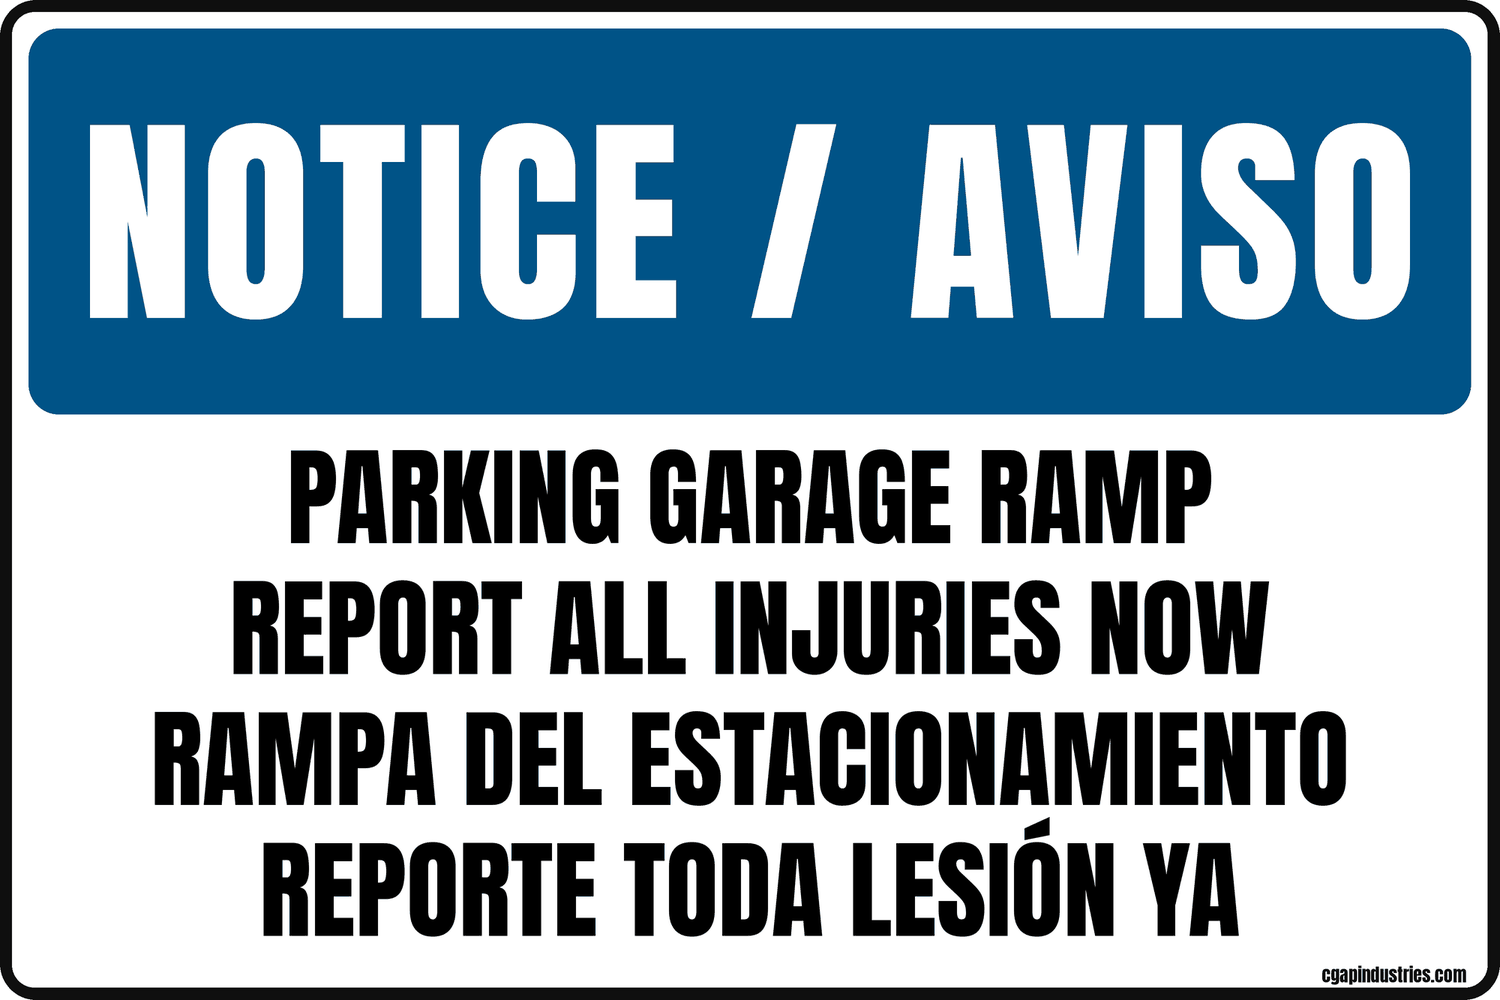 NOTICE / AVISO
PARKING GARAGE RAMP
REPORT ALL INJURIES NOW
RAMPA DEL ESTACIONAMIENTO
REPORTE TODA LESIÓN YA
cgapindustries.com